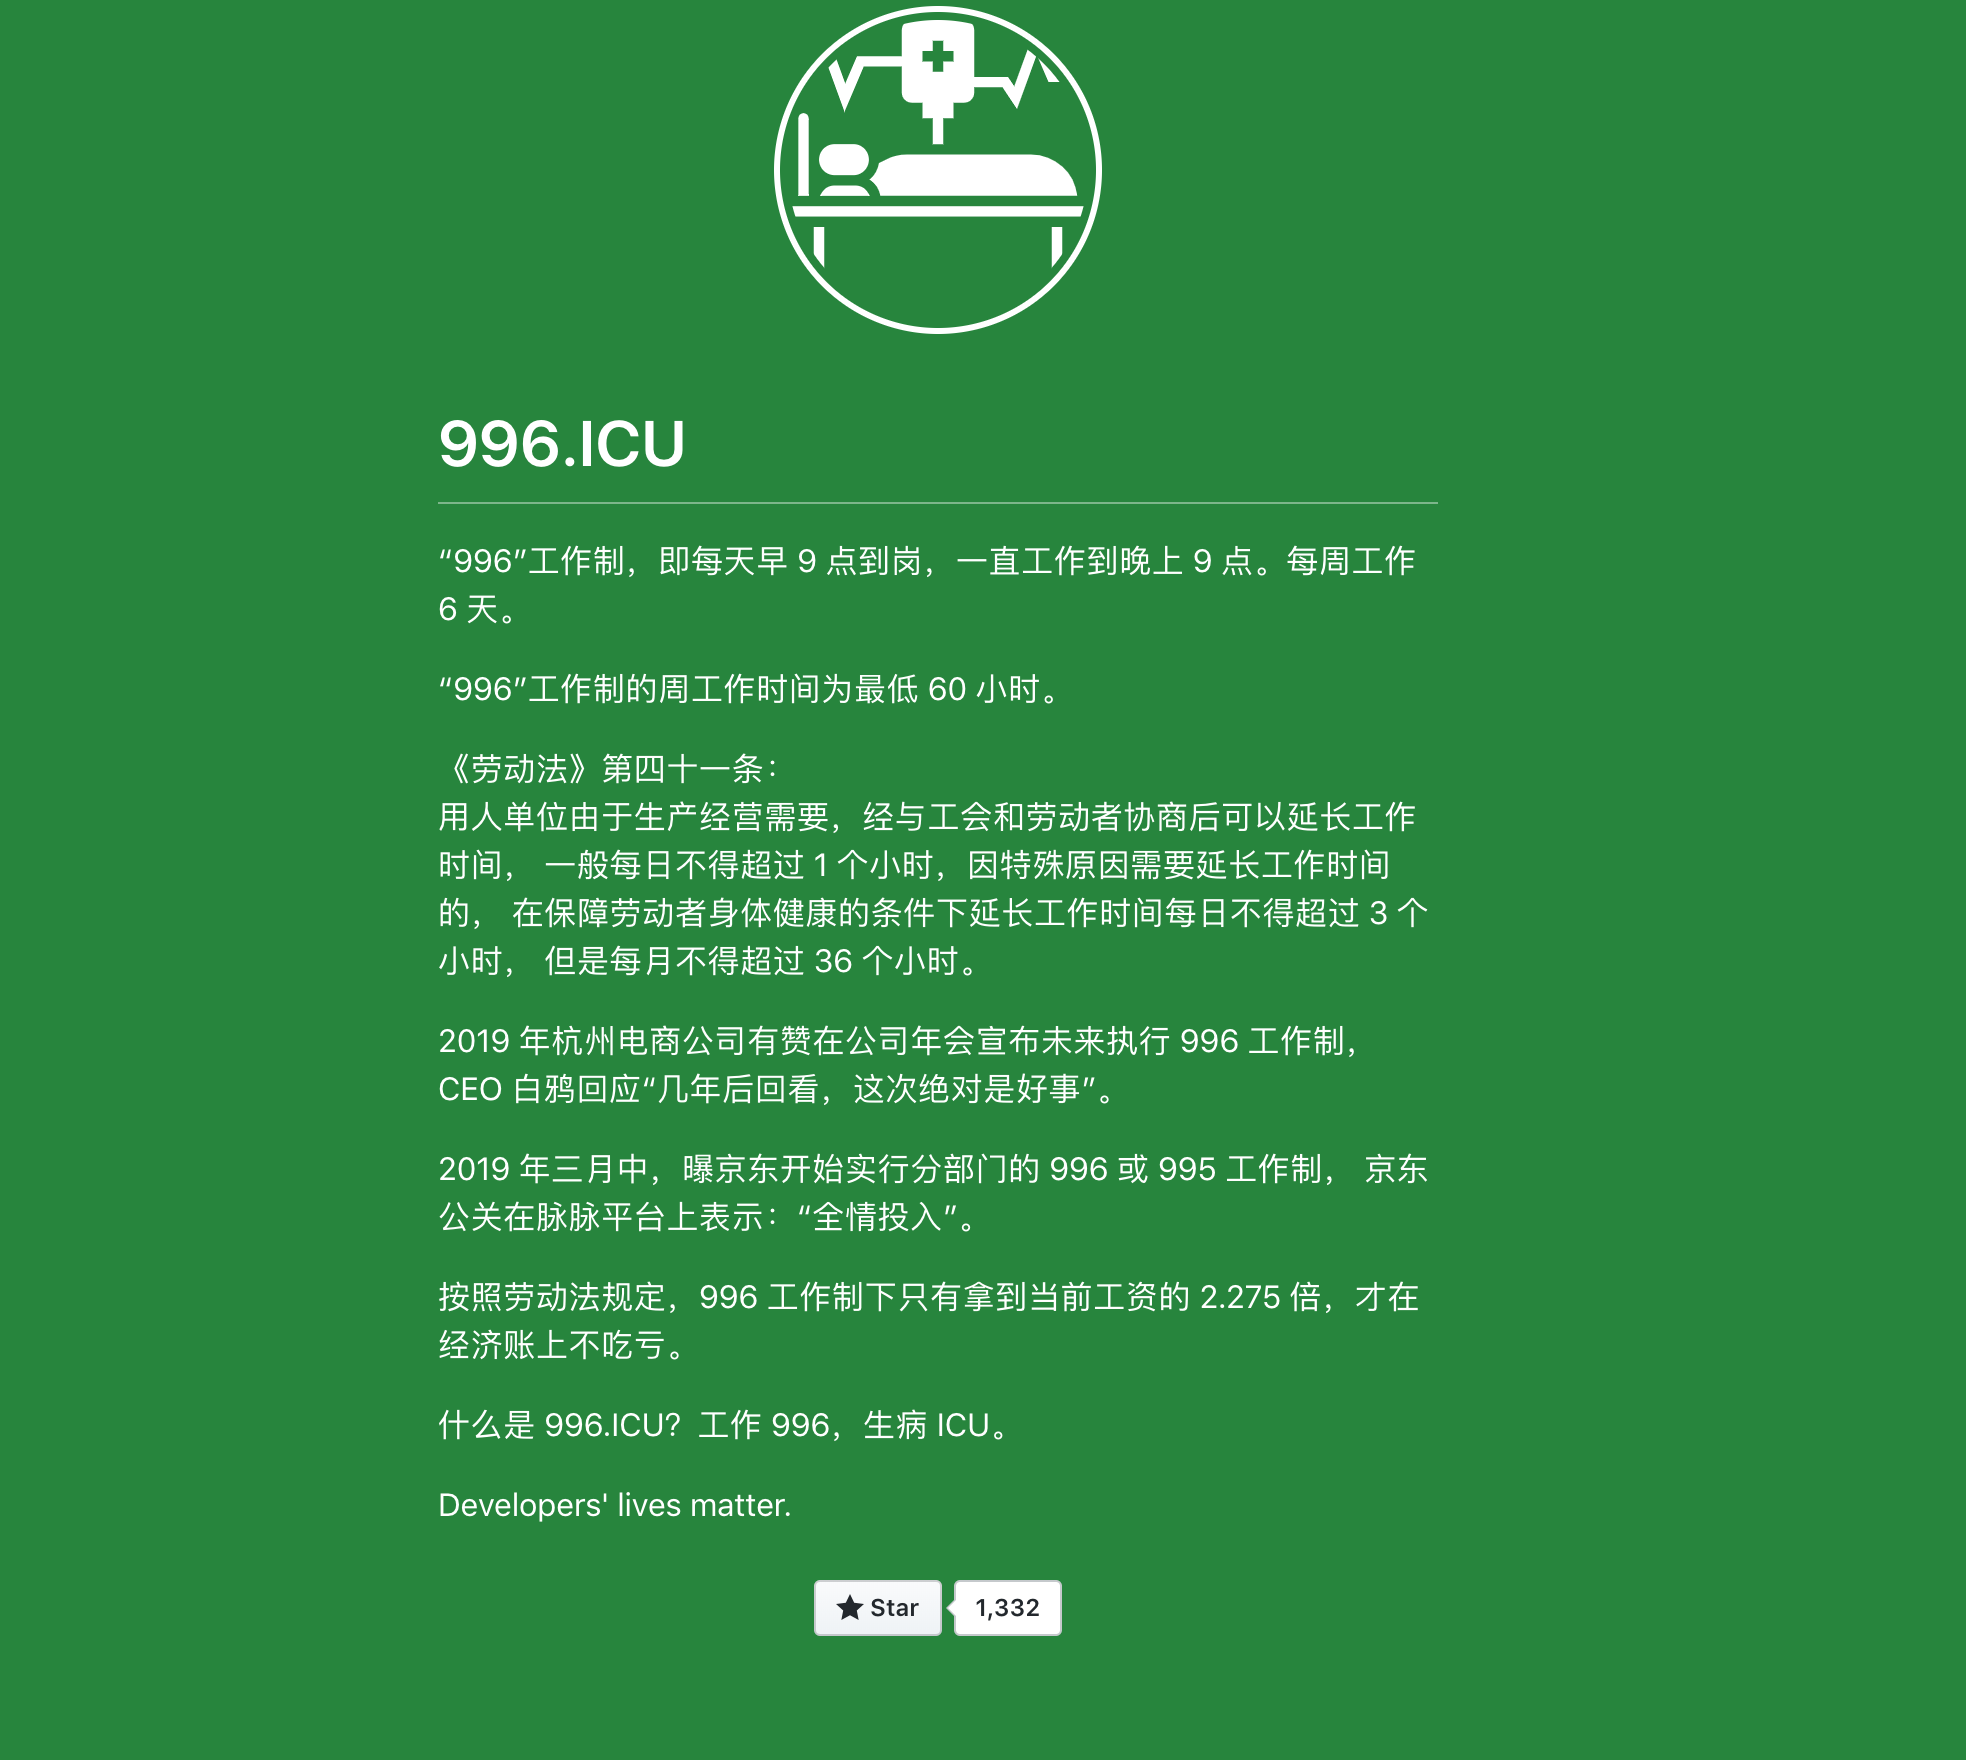 996.ICU
“996”工作制，即每天早 9 点到岗，一直工作到晚上 9 点。每周工作
6 天。
“996”工作制的周工作时间为最低 60 小时。
《劳动法》第四十一条：
用人单位由于生产经营需要，经与工会和劳动者协商后可以延长工作
时间， 一般每日不得超过 1 个小时，因特殊原因需要延长工作时间
的， 在保障劳动者身体健康的条件下延长工作时间每日不得超过 3 个
小时， 但是每月不得超过 36 个小时。
2019 年杭州电商公司有赞在公司年会宣布未来执行 996 工作制，
CEO 白鸦回应“几年后回看，这次绝对是好事”。
2019 年三月中，曝京东开始实行分部门的 996 或 995 工作制， 京东
公关在脉脉平台上表示：“全情投入”。
按照劳动法规定，996 工作制下只有拿到当前工资的 2.275 倍，才在
经济账上不吃亏。
什么是 996.ICU？工作 996，生病 ICU。
Developers' lives matter.
Star 1,332